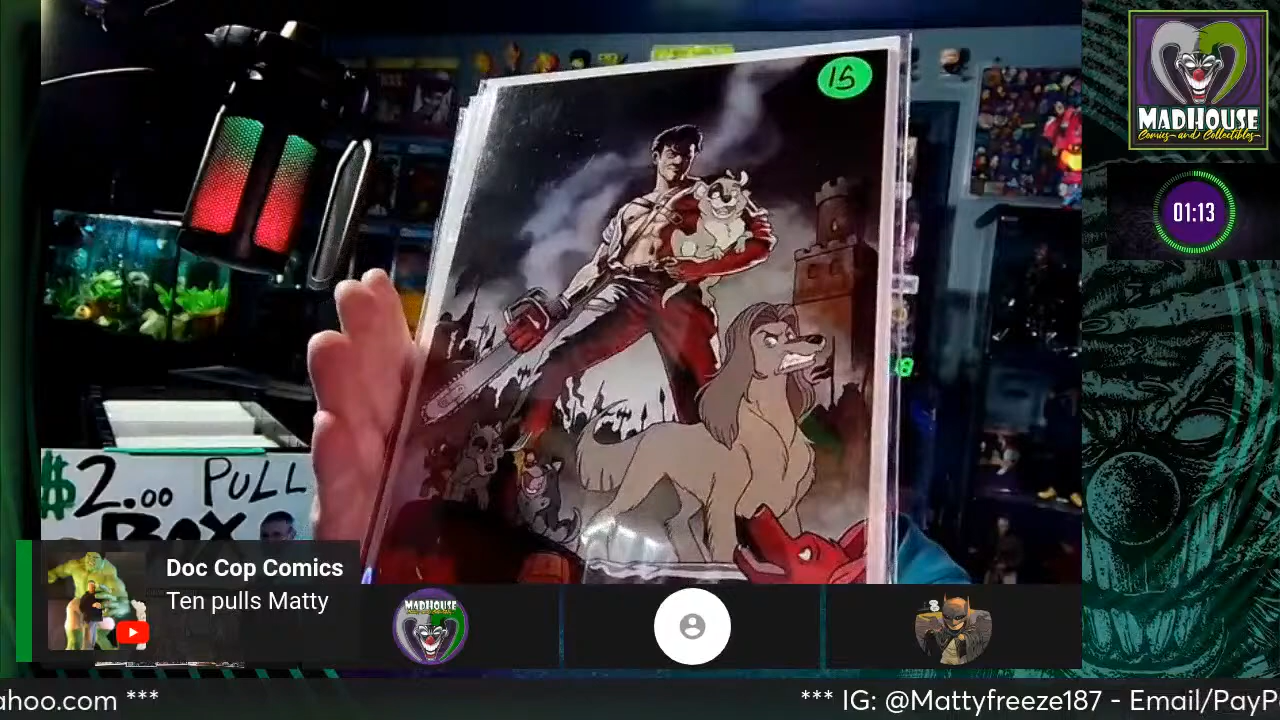 15
MADHOUSE
Comics and Collectibles
01:13
18
$2.00 PULL
BOX
Doc Cop Comics
Ten pulls Matty
MADHOUSE
ahoo.com *** *** IG: @Mattyfreeze187 - Email/PayP